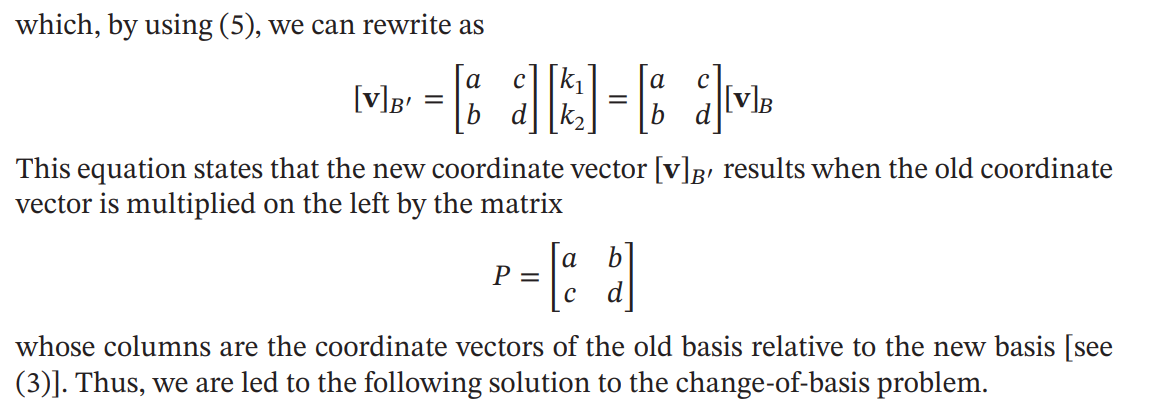 which, by using (5), we can rewrite as
[v]B′ = [a c; b d] [k1; k2] = [a c; b d] [v]B
This equation states that the new coordinate vector [v]B′ results when the old coordinate
vector is multiplied on the left by the matrix
P = [a b; c d]
whose columns are the coordinate vectors of the old basis relative to the new basis [see
(3)]. Thus, we are led to the following solution to the change-of-basis problem.